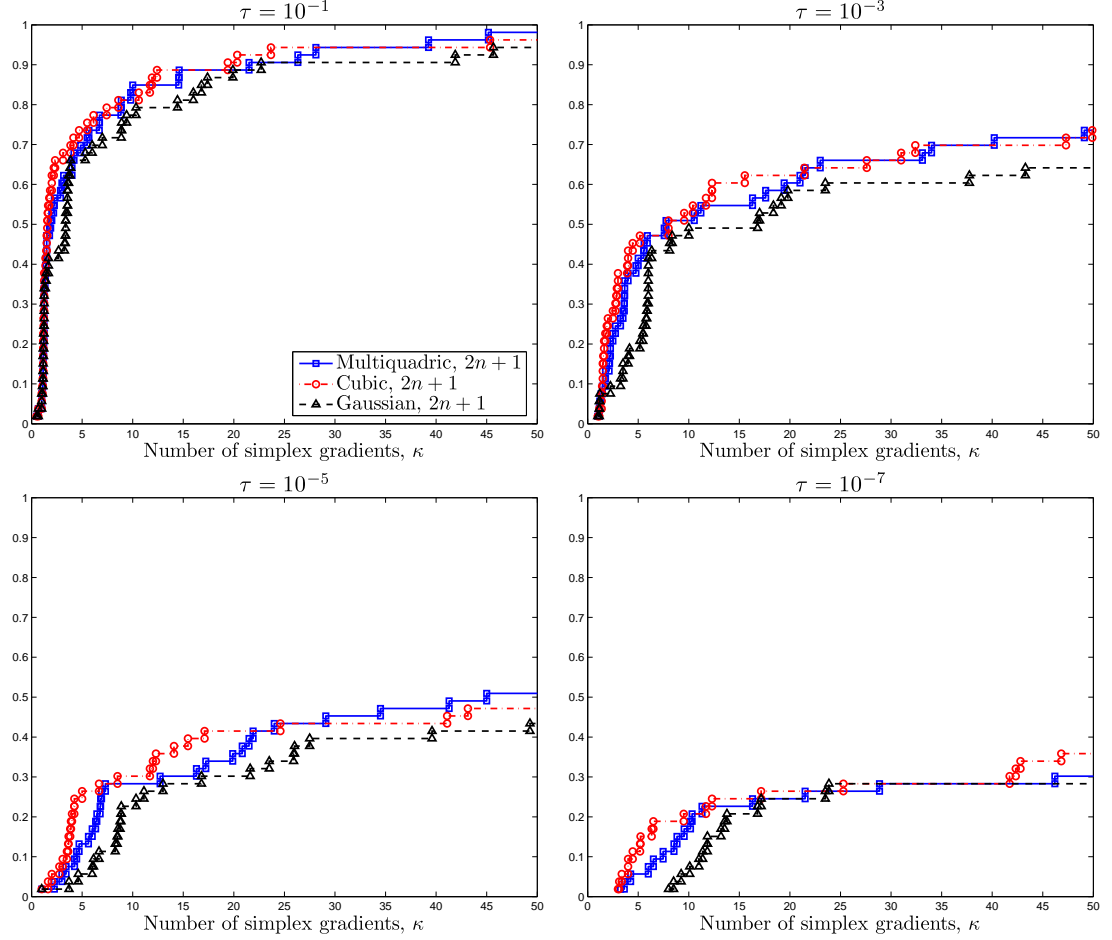 τ = 10⁻¹
1
0.9
0.8
0.7
0.6
0.5
0.4
0.3
0.2
0.1
0
0 5 10 15 20 25 30 35 40 45 50
Number of simplex gradients, κ
Multiquadric, 2n + 1
Cubic, 2n + 1
Gaussian, 2n + 1
τ = 10⁻³
1
0.9
0.8
0.7
0.6
0.5
0.4
0.3
0.2
0.1
0
0 5 10 15 20 25 30 35 40 45 50
Number of simplex gradients, κ
τ = 10⁻⁵
1
0.9
0.8
0.7
0.6
0.5
0.4
0.3
0.2
0.1
0
0 5 10 15 20 25 30 35 40 45 50
Number of simplex gradients, κ
τ = 10⁻⁷
1
0.9
0.8
0.7
0.6
0.5
0.4
0.3
0.2
0.1
0
0 5 10 15 20 25 30 35 40 45 50
Number of simplex gradients, κ